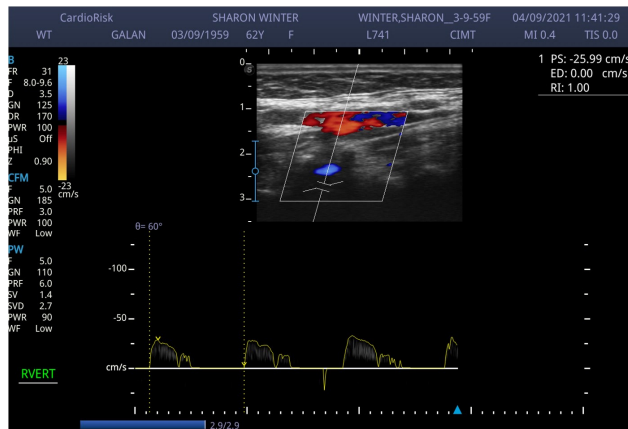 CardioRisk SHARON WINTER WINTER,SHARON__3-9-59F 04/09/2021 11:41:29
WT GALAN 03/09/1959 62Y F L741 CIMT MI 0.4 TIS 0.0
B
FR 31
F 8.0-9.6
D 3.5
GN 125
DR 170
PWR 100
µS Off
PHI
Z 0.90
CFM
F 5.0
GN 185
PRF 3.0
PWR 100
WF Low
PW
F 5.0
GN 110
PRF 6.0
SV 1.4
SVD 2.7
PWR 90
WF Low
RVERT
23
-23
cm/s
0
1
2
3
1 PS: -25.99 cm/s
ED: 0.00 cm/s
RI: 1.00
θ= 60°
-100
-50
cm/s
2.9/2.9